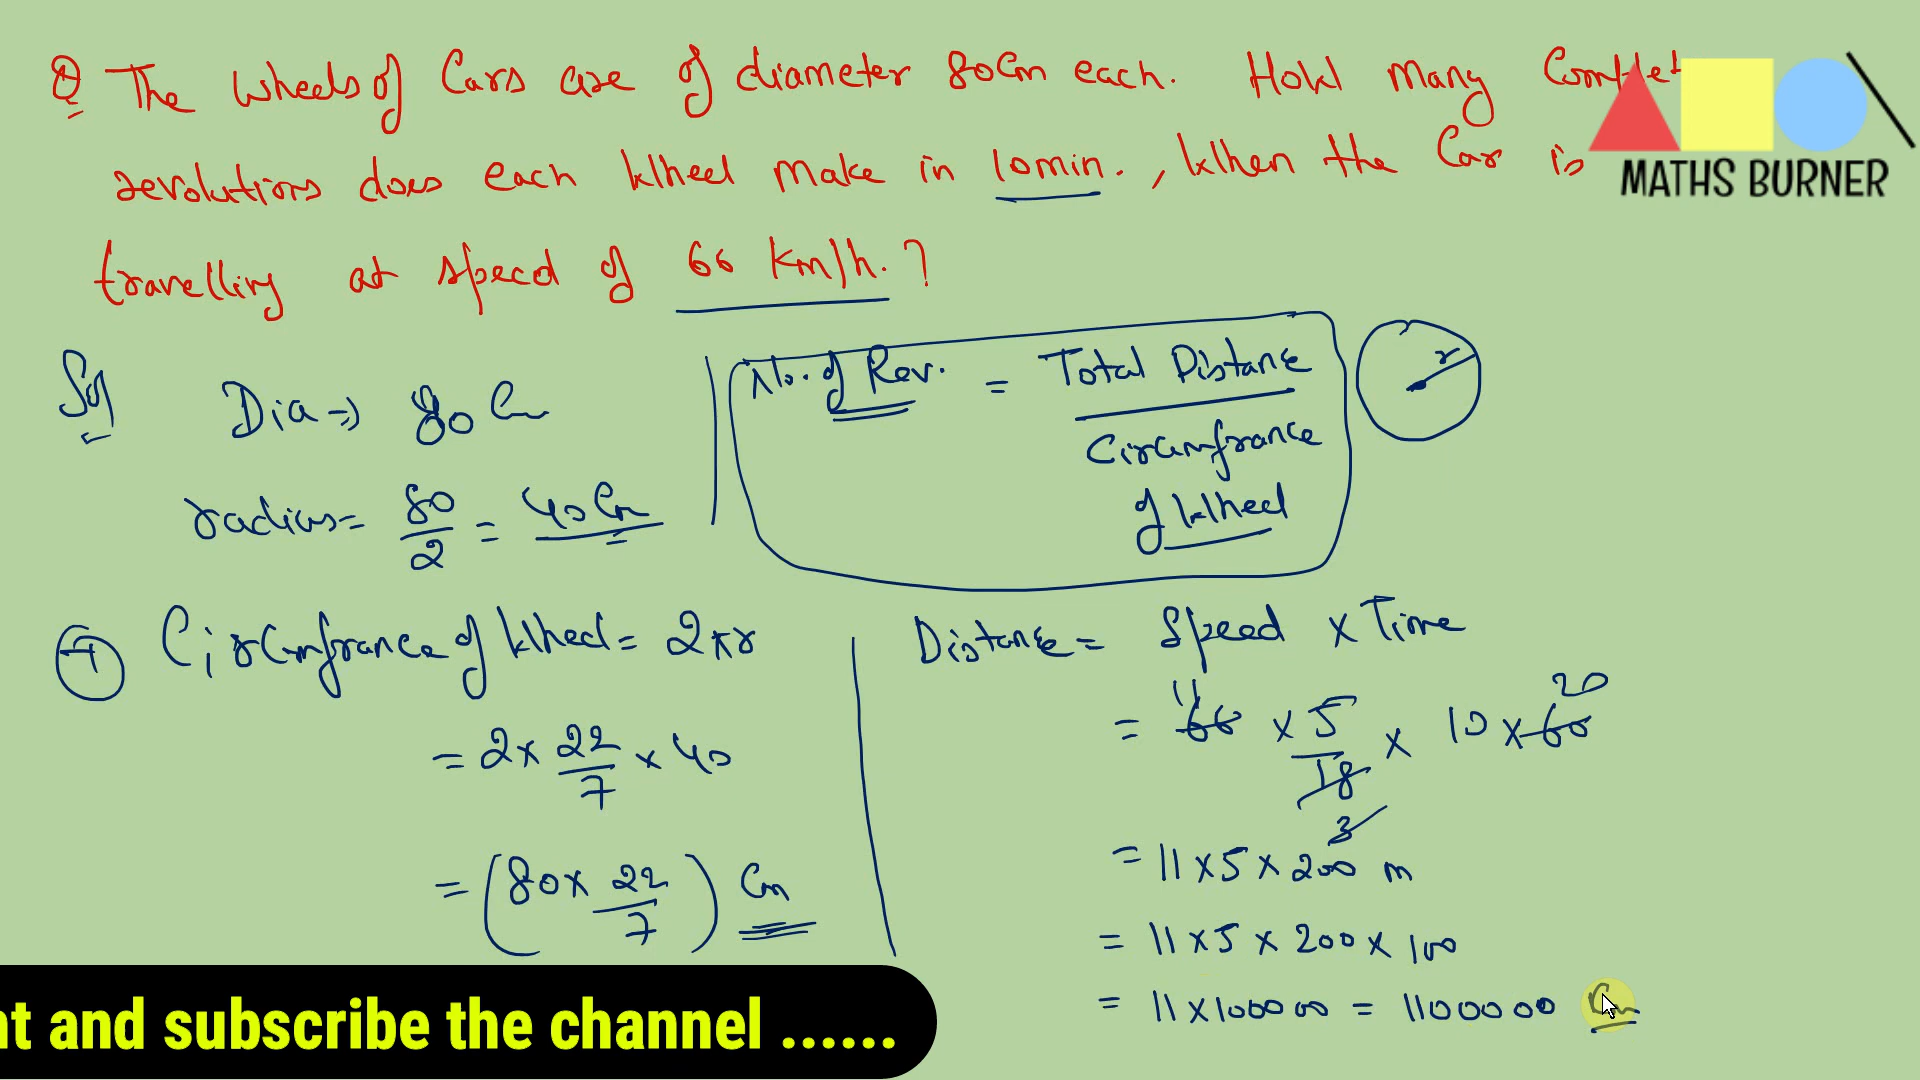 Q The Wheels of Cars are of diameter 80Cm each. How many Complet
revolutions does each Wheel make in 10min., When the Car is
MATHS BURNER
travelling at speed of 66 Km/h.?
Sol Dia ⇒ 80 Cm
radius = 80/2 = 40 Cm
No. of Rev. = Total Distance / Circumfrance of Wheel
r
Circumfrance of Wheel = 2πr
= 2 × 22/7 × 40
= (80 × 22/7) Cm
Distance = Speed × Time
= 66 × 5/18 × 10 × 60
11 3 20
= 11 × 5 × 200 m
= 11 × 5 × 200 × 100
= 11 × 100000 = 1100000 Cm
nt and subscribe the channel ......